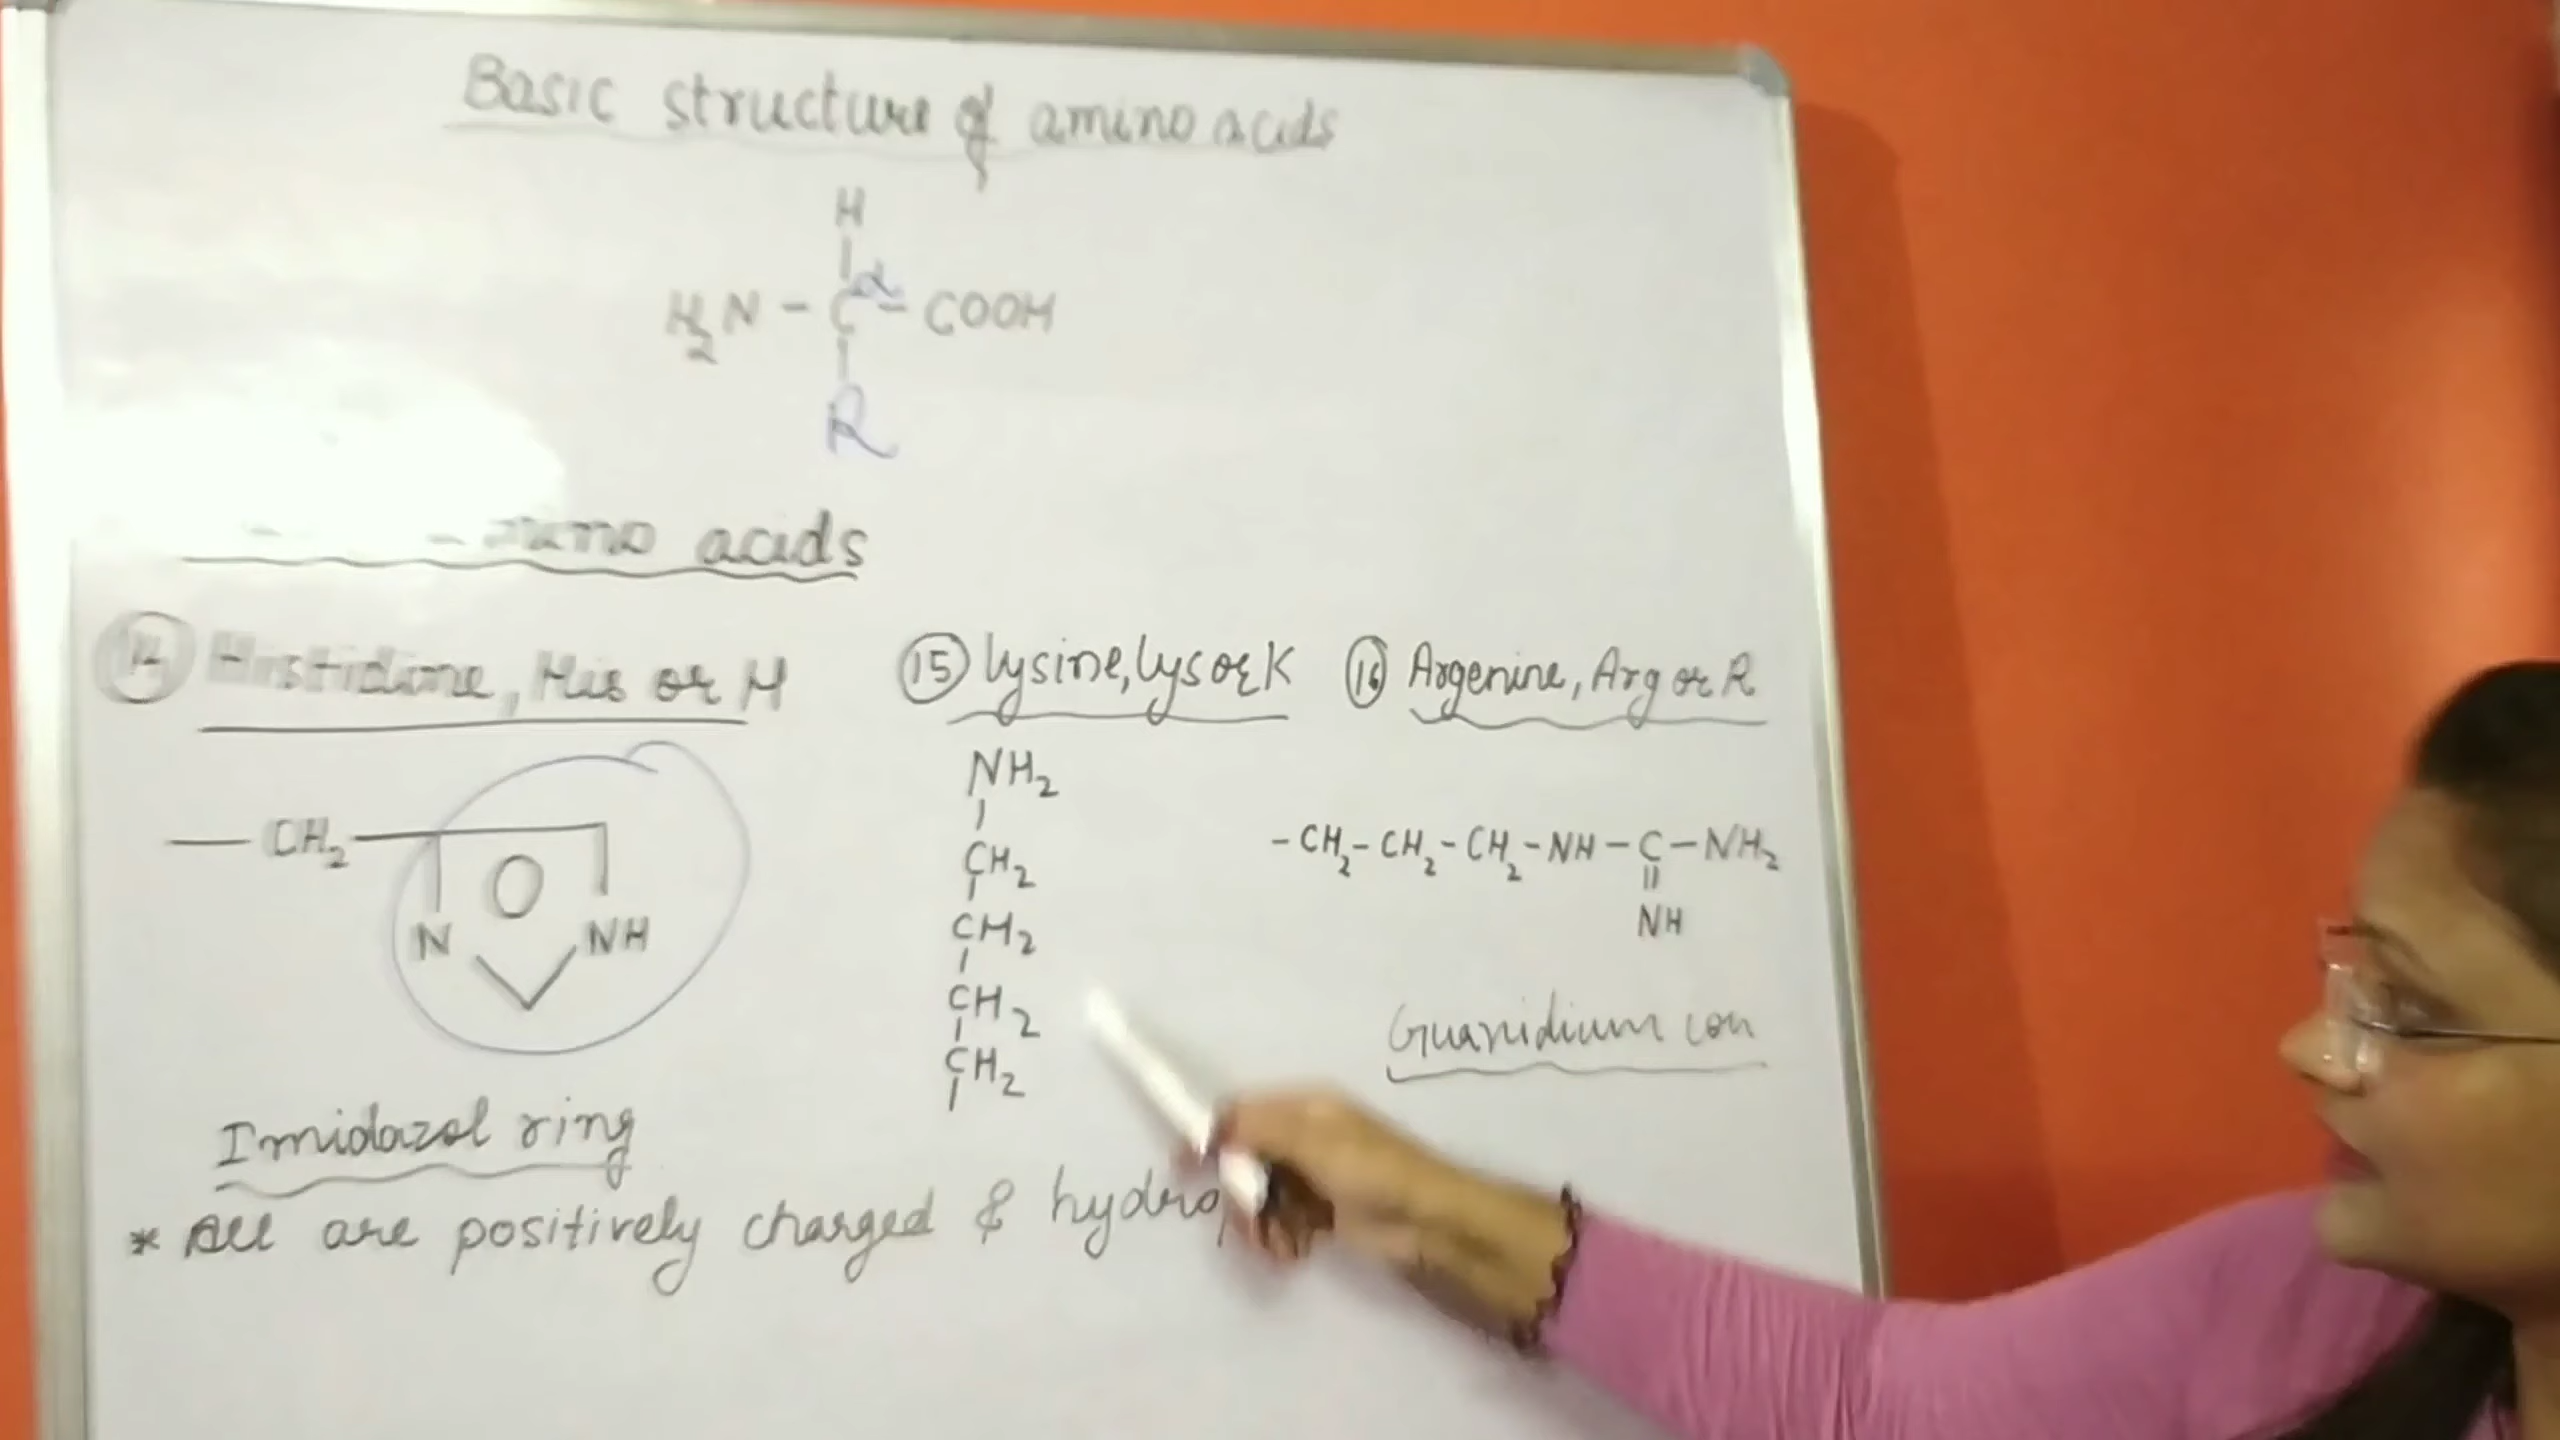 Basic structure of amino acids
H
H2N - Cα - COOH
R
acids
14 Histidine, His or H
15 Lysine, Lys or K
16 Argenine, Arg or R
— CH2
N
NH
NH2
CH2
CH2
CH2
CH2
- CH2 - CH2 - CH2 - NH - C - NH2
NH
Imidazol ring
Guanidium
* All are positively charged & hydro